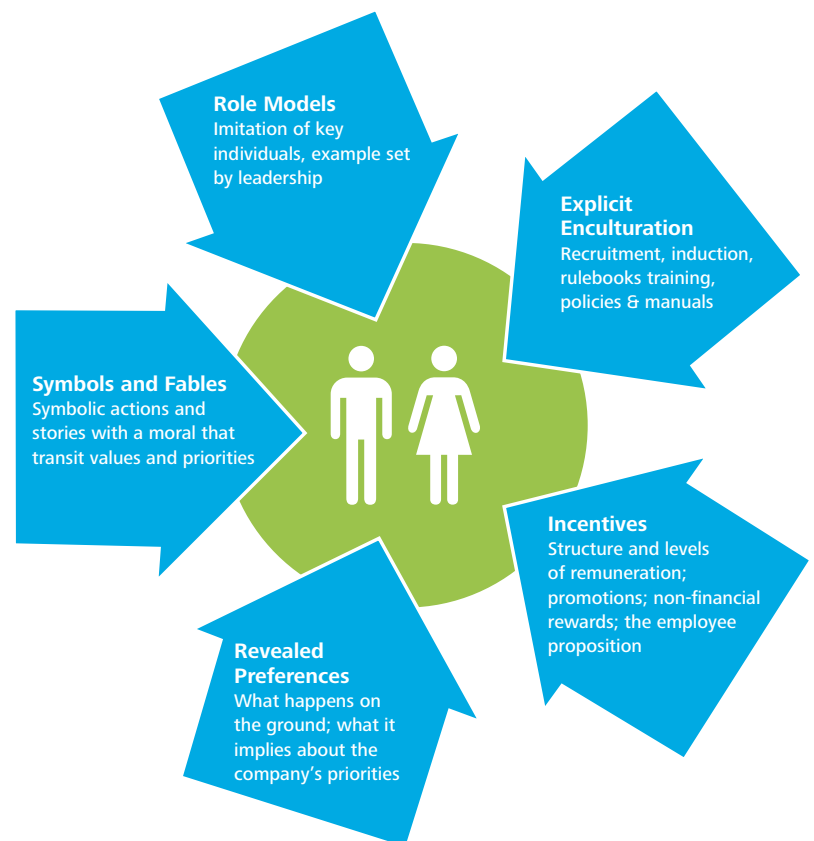 Role Models
Imitation of key
individuals, example set
by leadership
Explicit
Enculturation
Recruitment, induction,
rulebooks training,
policies & manuals
Symbols and Fables
Symbolic actions and
stories with a moral that
transit values and priorities
Incentives
Structure and levels
of remuneration;
promotions; non-financial
rewards; the employee
proposition
Revealed
Preferences
What happens on
the ground; what it
implies about the
company's priorities